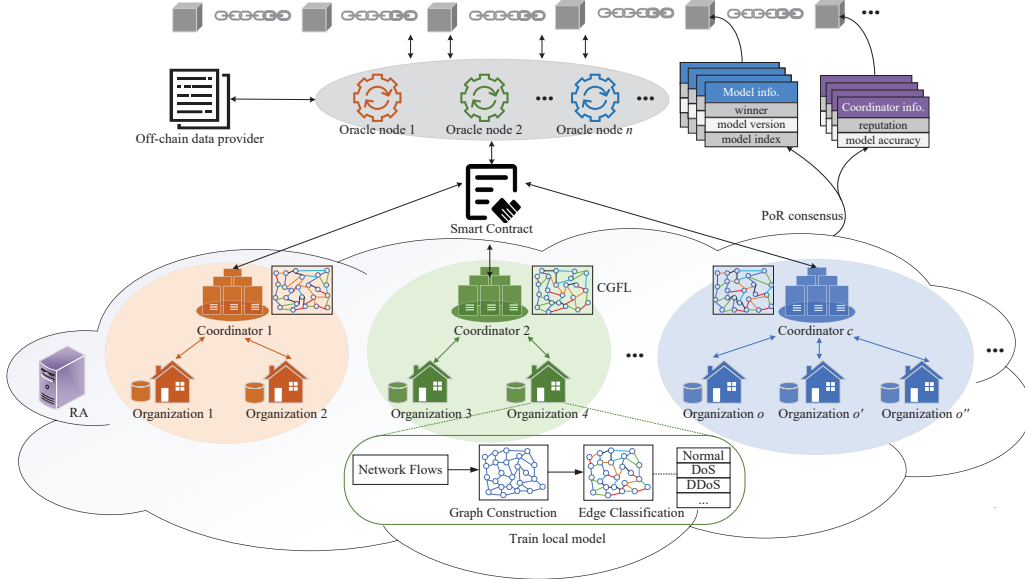 ...
Model info.
winner
model version
model index
Coordinator info.
reputation
model accuracy
Off-chain data provider
Oracle node 1
Oracle node 2
...
Oracle node n
...
Smart Contract
PoR consensus
Coordinator 1
Coordinator 2
CGFL
Coordinator c
...
...
RA
Organization 1
Organization 2
Organization 3
Organization 4
Organization o
Organization o'
Organization o''
Network Flows
Graph Construction
Edge Classification
Normal
DoS
DDoS
...
Train local model